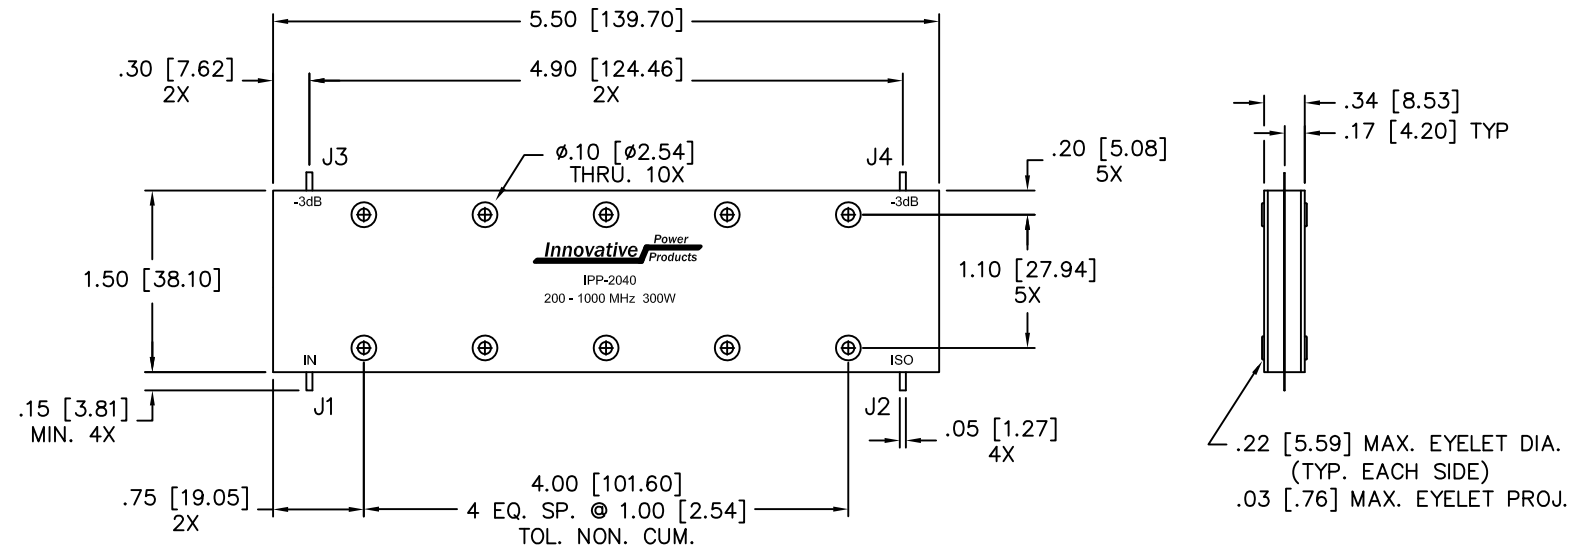 5.50 [139.70]
.30 [7.62]
2X
4.90 [124.46]
2X
.34 [8.53]
.17 [4.20] TYP
J3
ø.10 [ø2.54]
THRU. 10X
J4
.20 [5.08]
5X
-3dB
-3dB
Innovative Power
Products
IPP-2040
200 - 1000 MHz 300W
1.50 [38.10]
1.10 [27.94]
5X
IN
ISO
.15 [3.81]
MIN. 4X
J1
J2
.05 [1.27]
4X
.22 [5.59] MAX. EYELET DIA.
(TYP. EACH SIDE)
.03 [.76] MAX. EYELET PROJ.
.75 [19.05]
2X
4.00 [101.60]
4 EQ. SP. @ 1.00 [2.54]
TOL. NON. CUM.